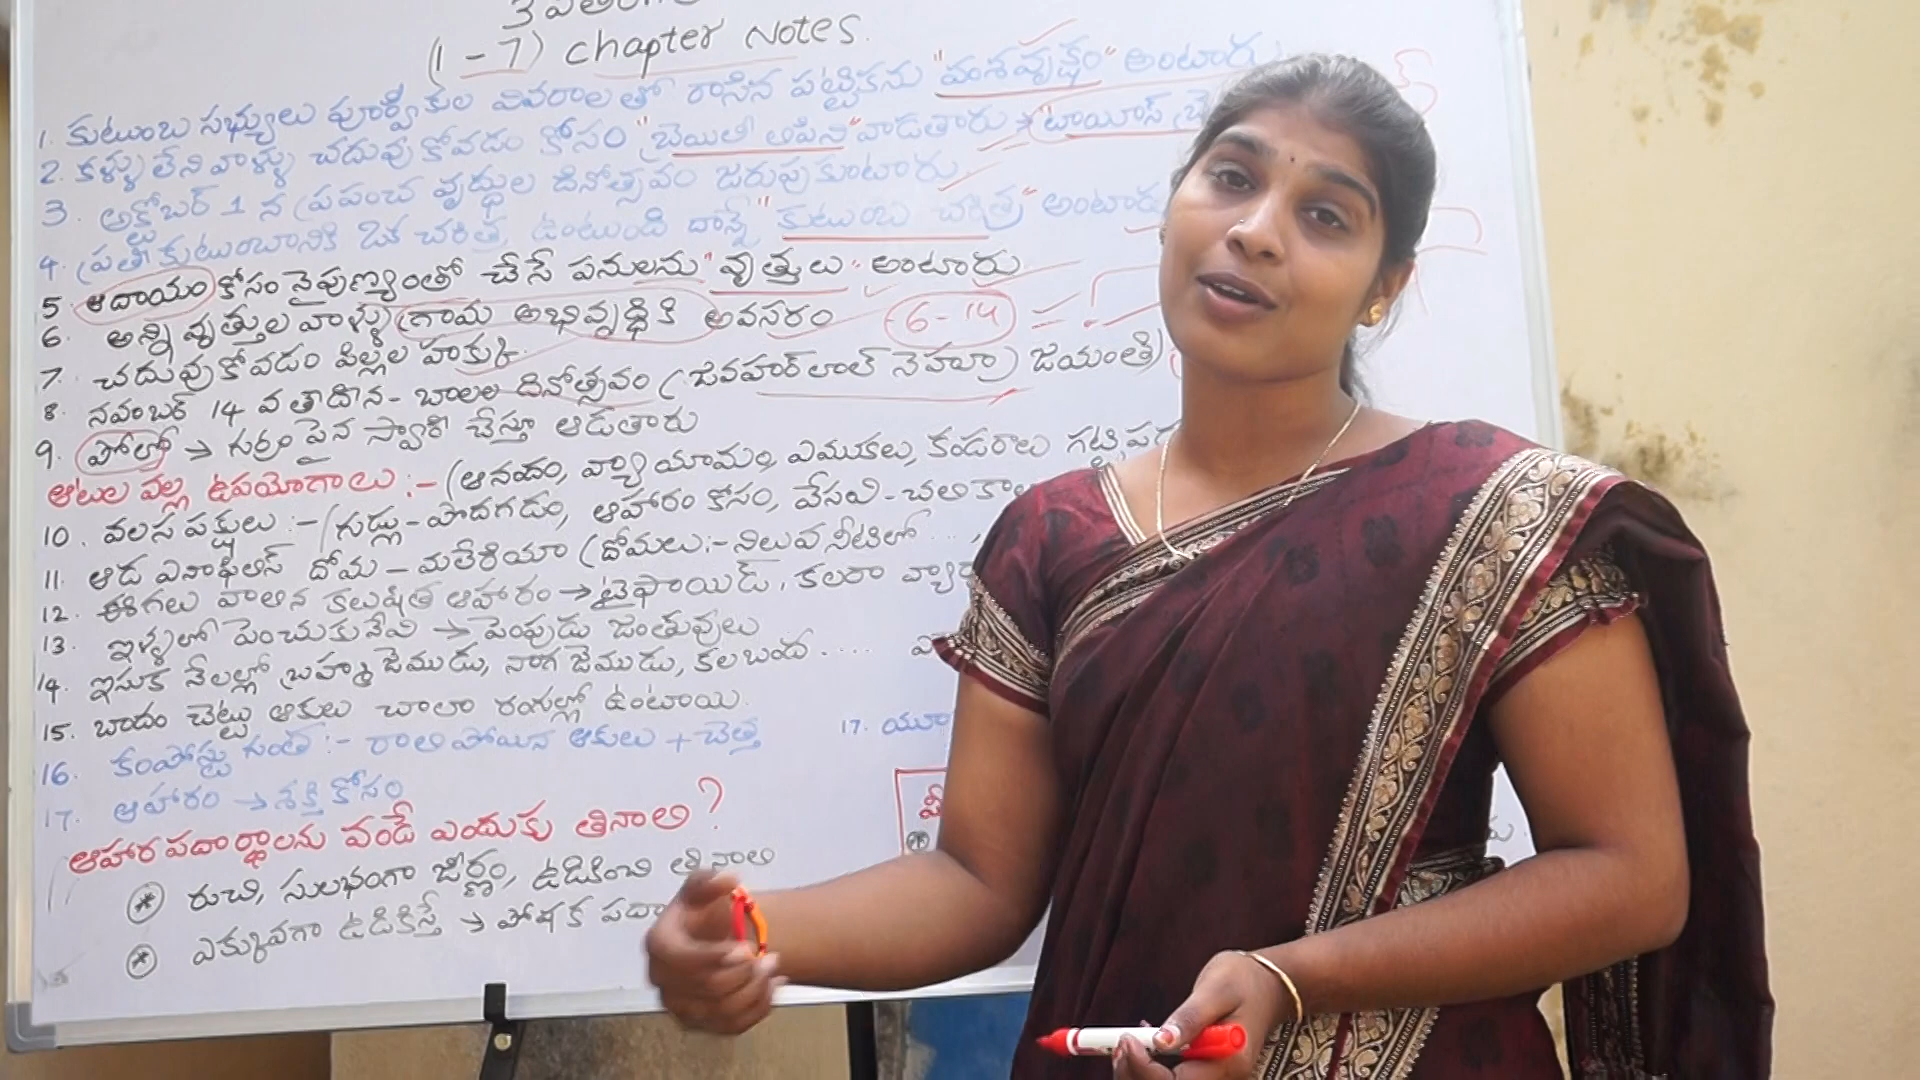 (1 - 7) chapter Notes.
1. కుటుంబ సభ్యులు పూర్వీకుల వివరాలతో రాసిన పట్టికను "వంశవృక్షం" అంటారు
2. కళ్ళు లేని వాళ్ళు చదువుకోవడం కోసం "బ్రెయిలీ లిపిని" వాడతారు →
3. అక్టోబర్ 1 న ప్రపంచ వృద్ధుల దినోత్సవం జరుపుకుంటారు
4. ప్రతీ కుటుంబానికి ఒక చరిత్ర ఉంటుంది దాన్నే "కుటుంబ చరిత్ర" అంటారు
5. ఆదాయం కోసం నైపుణ్యంతో చేసే పనులను "వృత్తులు" అంటారు
6. అన్ని వృత్తుల వాళ్ళు గ్రామ అభివృద్ధికి అవసరం 6-14
7. చదువుకోవడం పిల్లల హక్కు.
8. నవంబర్ 14 వ తాదీన - బాలల దినోత్సవం (జవహర్ లాల్ నెహ్రూ) జయంతి)
9. పోలో → గుర్రం పైన స్వారీ చేస్తూ ఆడతారు
ఆటల వల్ల ఉపయోగాలు :- (ఆనందం, వ్యాయామం, ఎముకలు, కండరాలు
10. వలస పక్షులు :- (గుడ్లు - పొదగడం, ఆహారం కోసం, వేసవి - చలికాలం
11. ఆడ ఎనాఫిలిస్ దోమ - మలేరియా (దోమలు :- నిలువ నీటిలో ...
12. ఈగలు వాలిన కలుషిత ఆహారం → టైఫాయిడ్, కలరా
13. ఇళ్ళలో పెంచుకునేవి → పెంపుడు జంతువులు
14. ఇసుక నేలల్లో బ్రహ్మ జెముడు, నాగ జెముడు, కలబంద ....
15. బాదం చెట్టు ఆకులు చాలా రంగుల్లో ఉంటాయి.
16. కంపోస్టు గుంత :- రాలి పోయిన ఆకులు + చెత్త
17. యూ
17. ఆహారం → శక్తి కోసం
ఆహార పదార్థాలను వండే ఎందుకు తినాలి?
* రుచి, సులభంగా జీర్ణం, ఉడికించి తినాలి
* ఎక్కువగా ఉడికిస్తే → పోషక